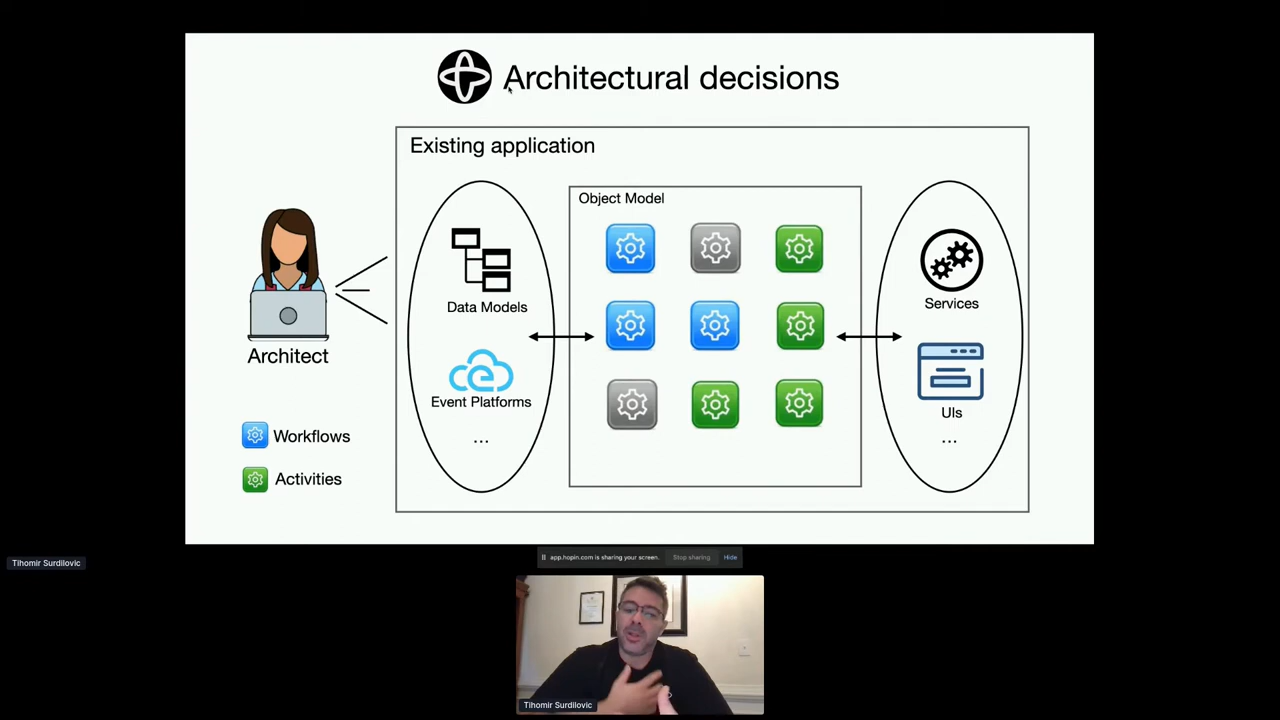 Architectural decisions
Existing application
Object Model
Data Models
Event Platforms
...
Services
UIs
...
Architect
Workflows
Activities
app.hopin.com is sharing your screen. Stop sharing Hide
Tihomir Surdilovic
Tihomir Surdilovic